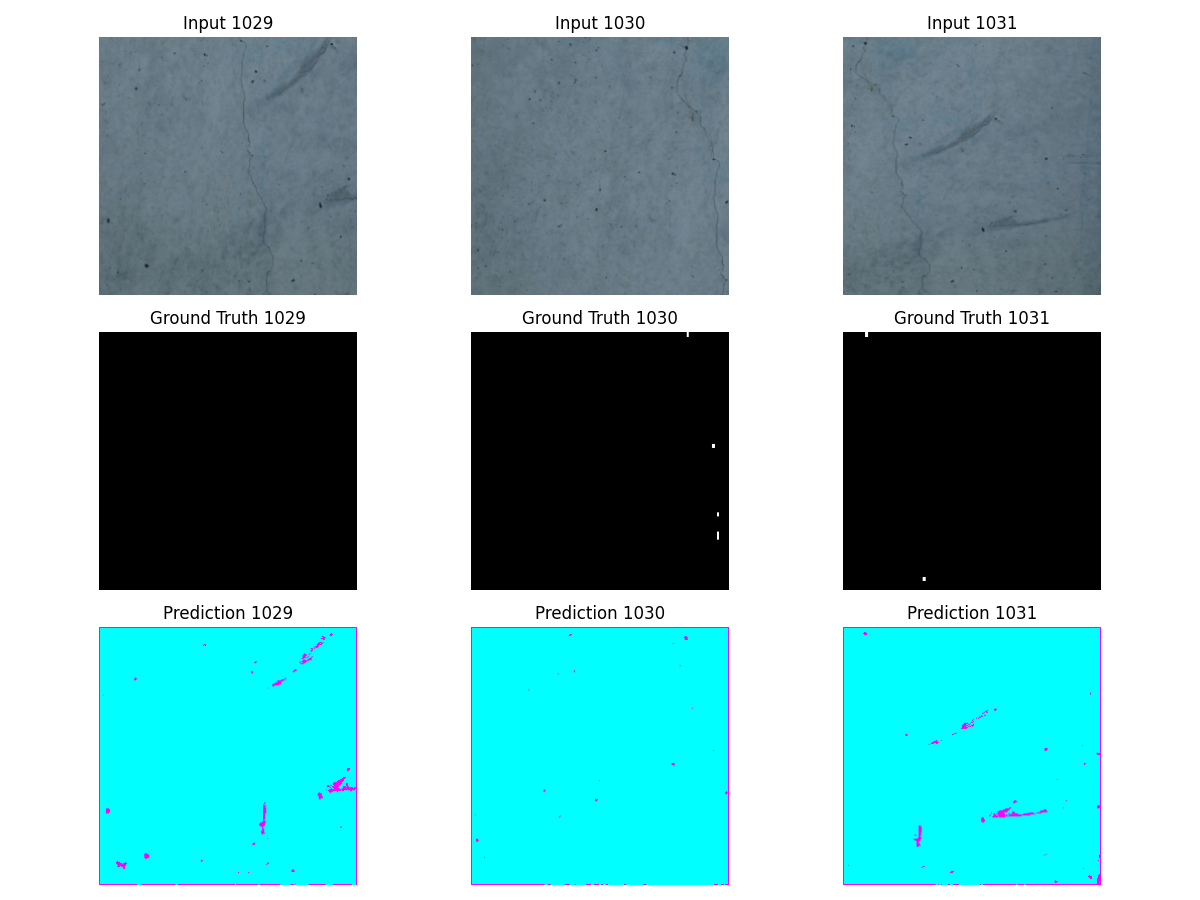 Input 1029
Input 1030
Input 1031
Ground Truth 1029
Ground Truth 1030
Ground Truth 1031
Prediction 1029
Prediction 1030
Prediction 1031